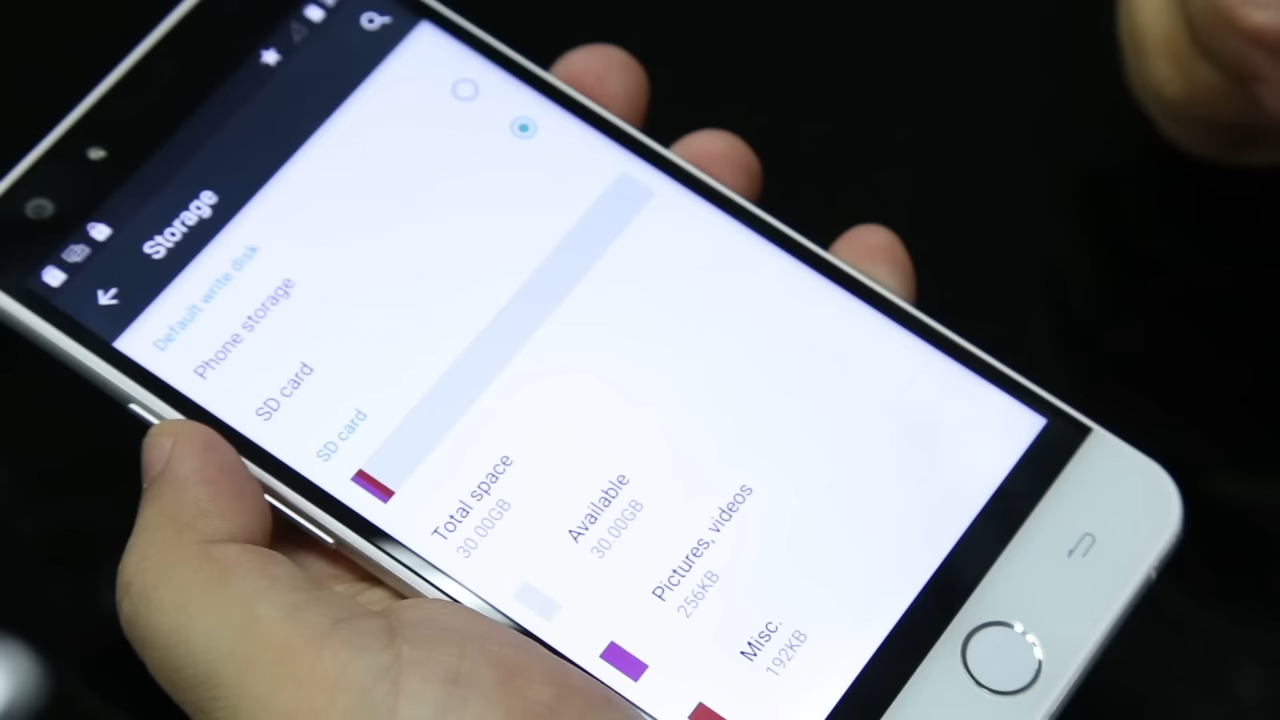 Storage
Default write disk
Phone storage
SD card
SD card
Total space
30.00GB
Available
30.00GB
Pictures, videos
256KB
Misc.
192KB